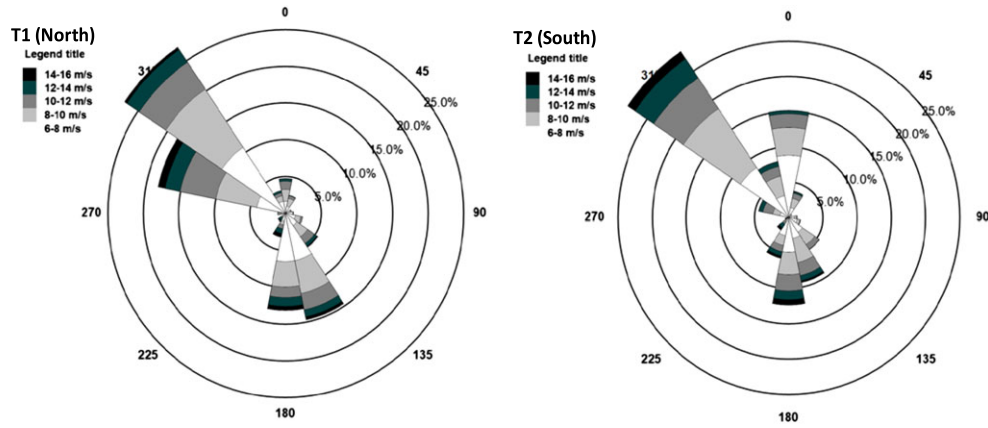 T1 (North)
Legend title
14-16 m/s
12-14 m/s
10-12 m/s
8-10 m/s
6-8 m/s
0
45
90
135
180
225
270
31
5.0%
10.0%
15.0%
20.0%
25.0%
T2 (South)
Legend title
14-16 m/s
12-14 m/s
10-12 m/s
8-10 m/s
6-8 m/s
0
45
90
135
180
225
270
31
5.0%
10.0%
15.0%
20.0%
25.0%